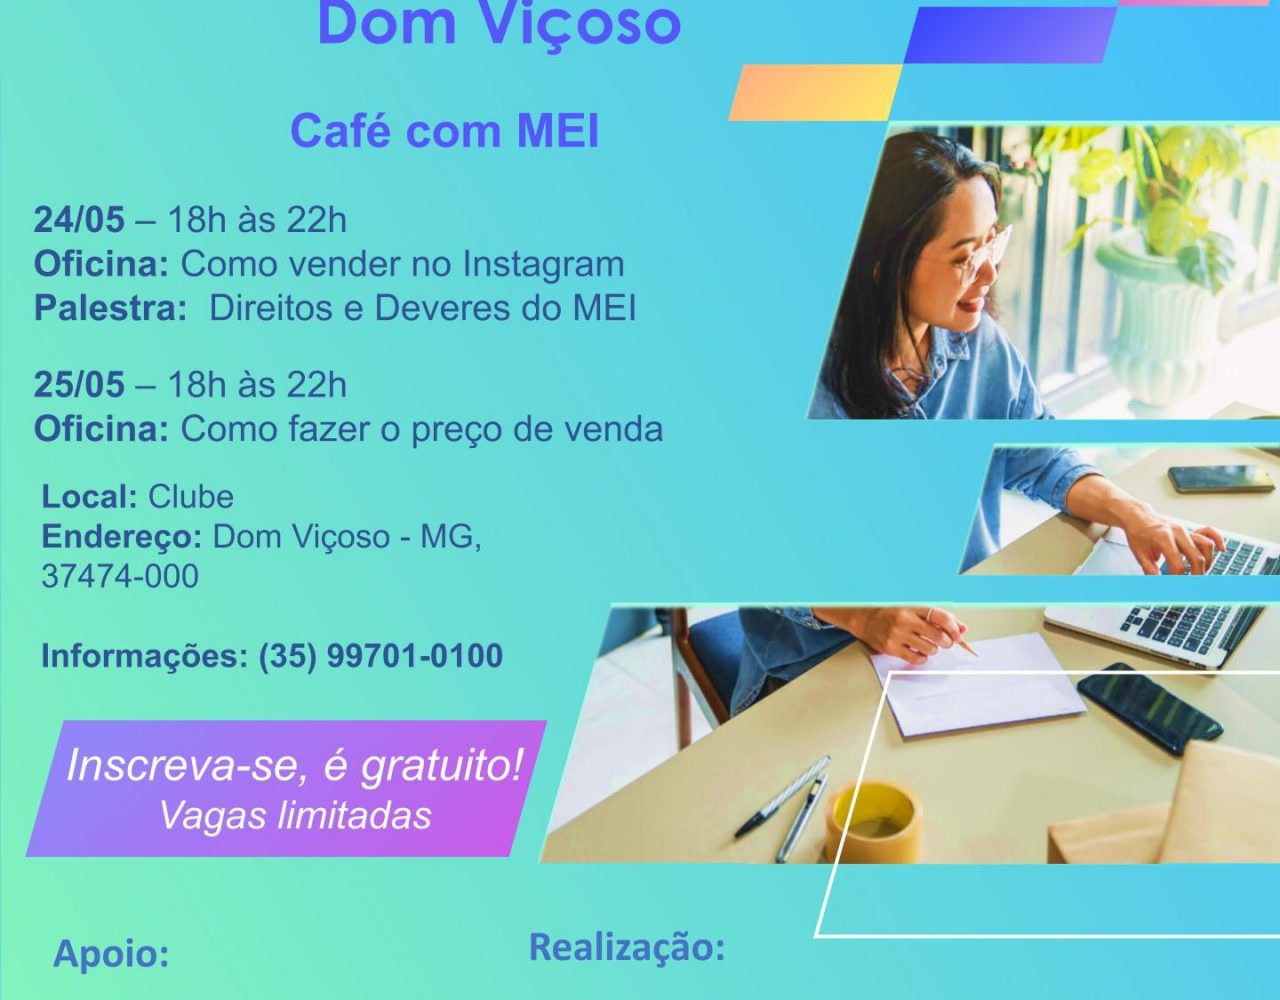 Dom Viçoso
Café com MEI
24/05 – 18h às 22h
Oficina: Como vender no Instagram
Palestra: Direitos e Deveres do MEI
25/05 – 18h às 22h
Oficina: Como fazer o preço de venda
Local: Clube
Endereço: Dom Viçoso - MG,
37474-000
Informações: (35) 99701-0100
Inscreva-se, é gratuito!
Vagas limitadas
Apoio:
Realização: